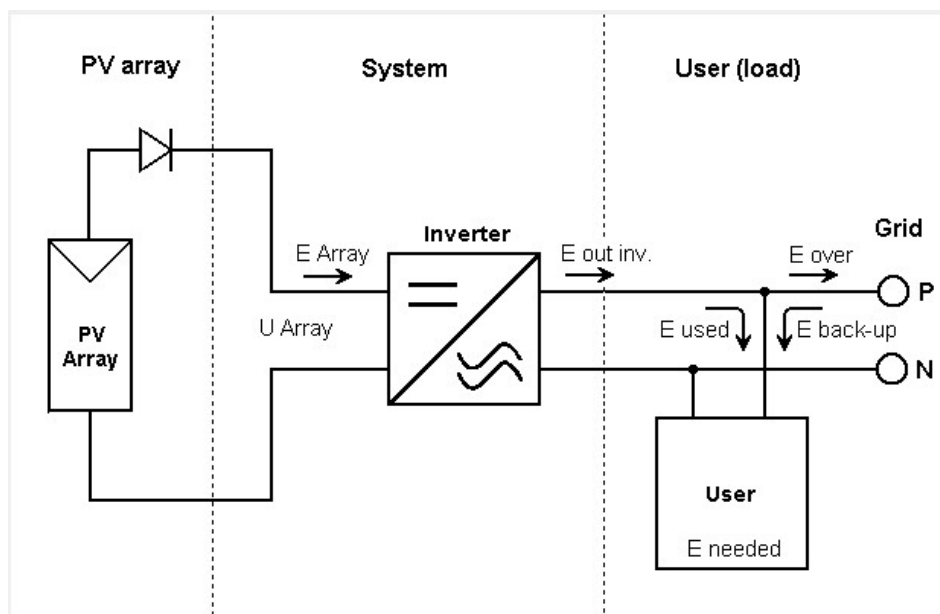 PV array
System
User (load)
Inverter
Grid
E Array
E out inv.
E over
P
PV
Array
U Array
E used
E back-up
N
User
E needed